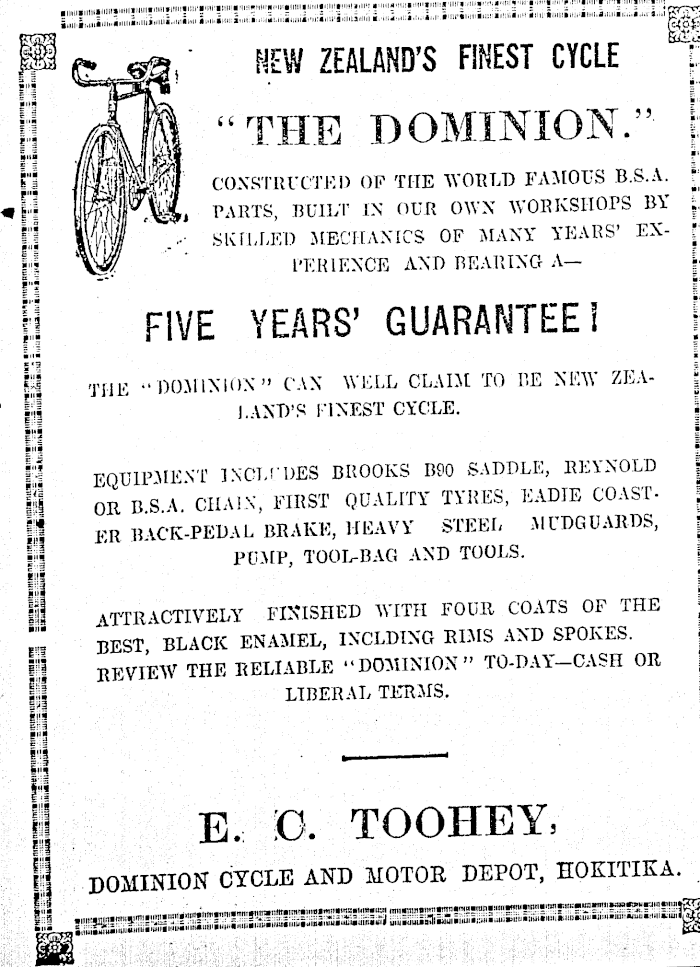 NEW ZEALAND'S FINEST CYCLE
"THE DOMINION."
CONSTRUCTED OF THE WORLD FAMOUS B.S.A.
PARTS, BUILT IN OUR OWN WORKSHOPS BY
SKILLED MECHANICS OF MANY YEARS' EX-
PERIENCE AND BEARING A—
FIVE YEARS' GUARANTEE!
THE "DOMINION" CAN WELL CLAIM TO BE NEW ZEA-
LAND'S FINEST CYCLE.
EQUIPMENT INCLUDES BROOKS B90 SADDLE, REYNOLD
OR B.S.A. CHAIN, FIRST QUALITY TYRES, EADIE COAST-
ER BACK-PEDAL BRAKE, HEAVY STEEL MUDGUARDS,
PUMP, TOOL-BAG AND TOOLS.
ATTRACTIVELY FINISHED WITH FOUR COATS OF THE
BEST, BLACK ENAMEL, INCLDING RIMS AND SPOKES.
REVIEW THE RELIABLE "DOMINION" TO-DAY—CASH OR
LIBERAL TERMS.
E. C. TOOHEY,
DOMINION CYCLE AND MOTOR DEPOT, HOKITIKA.